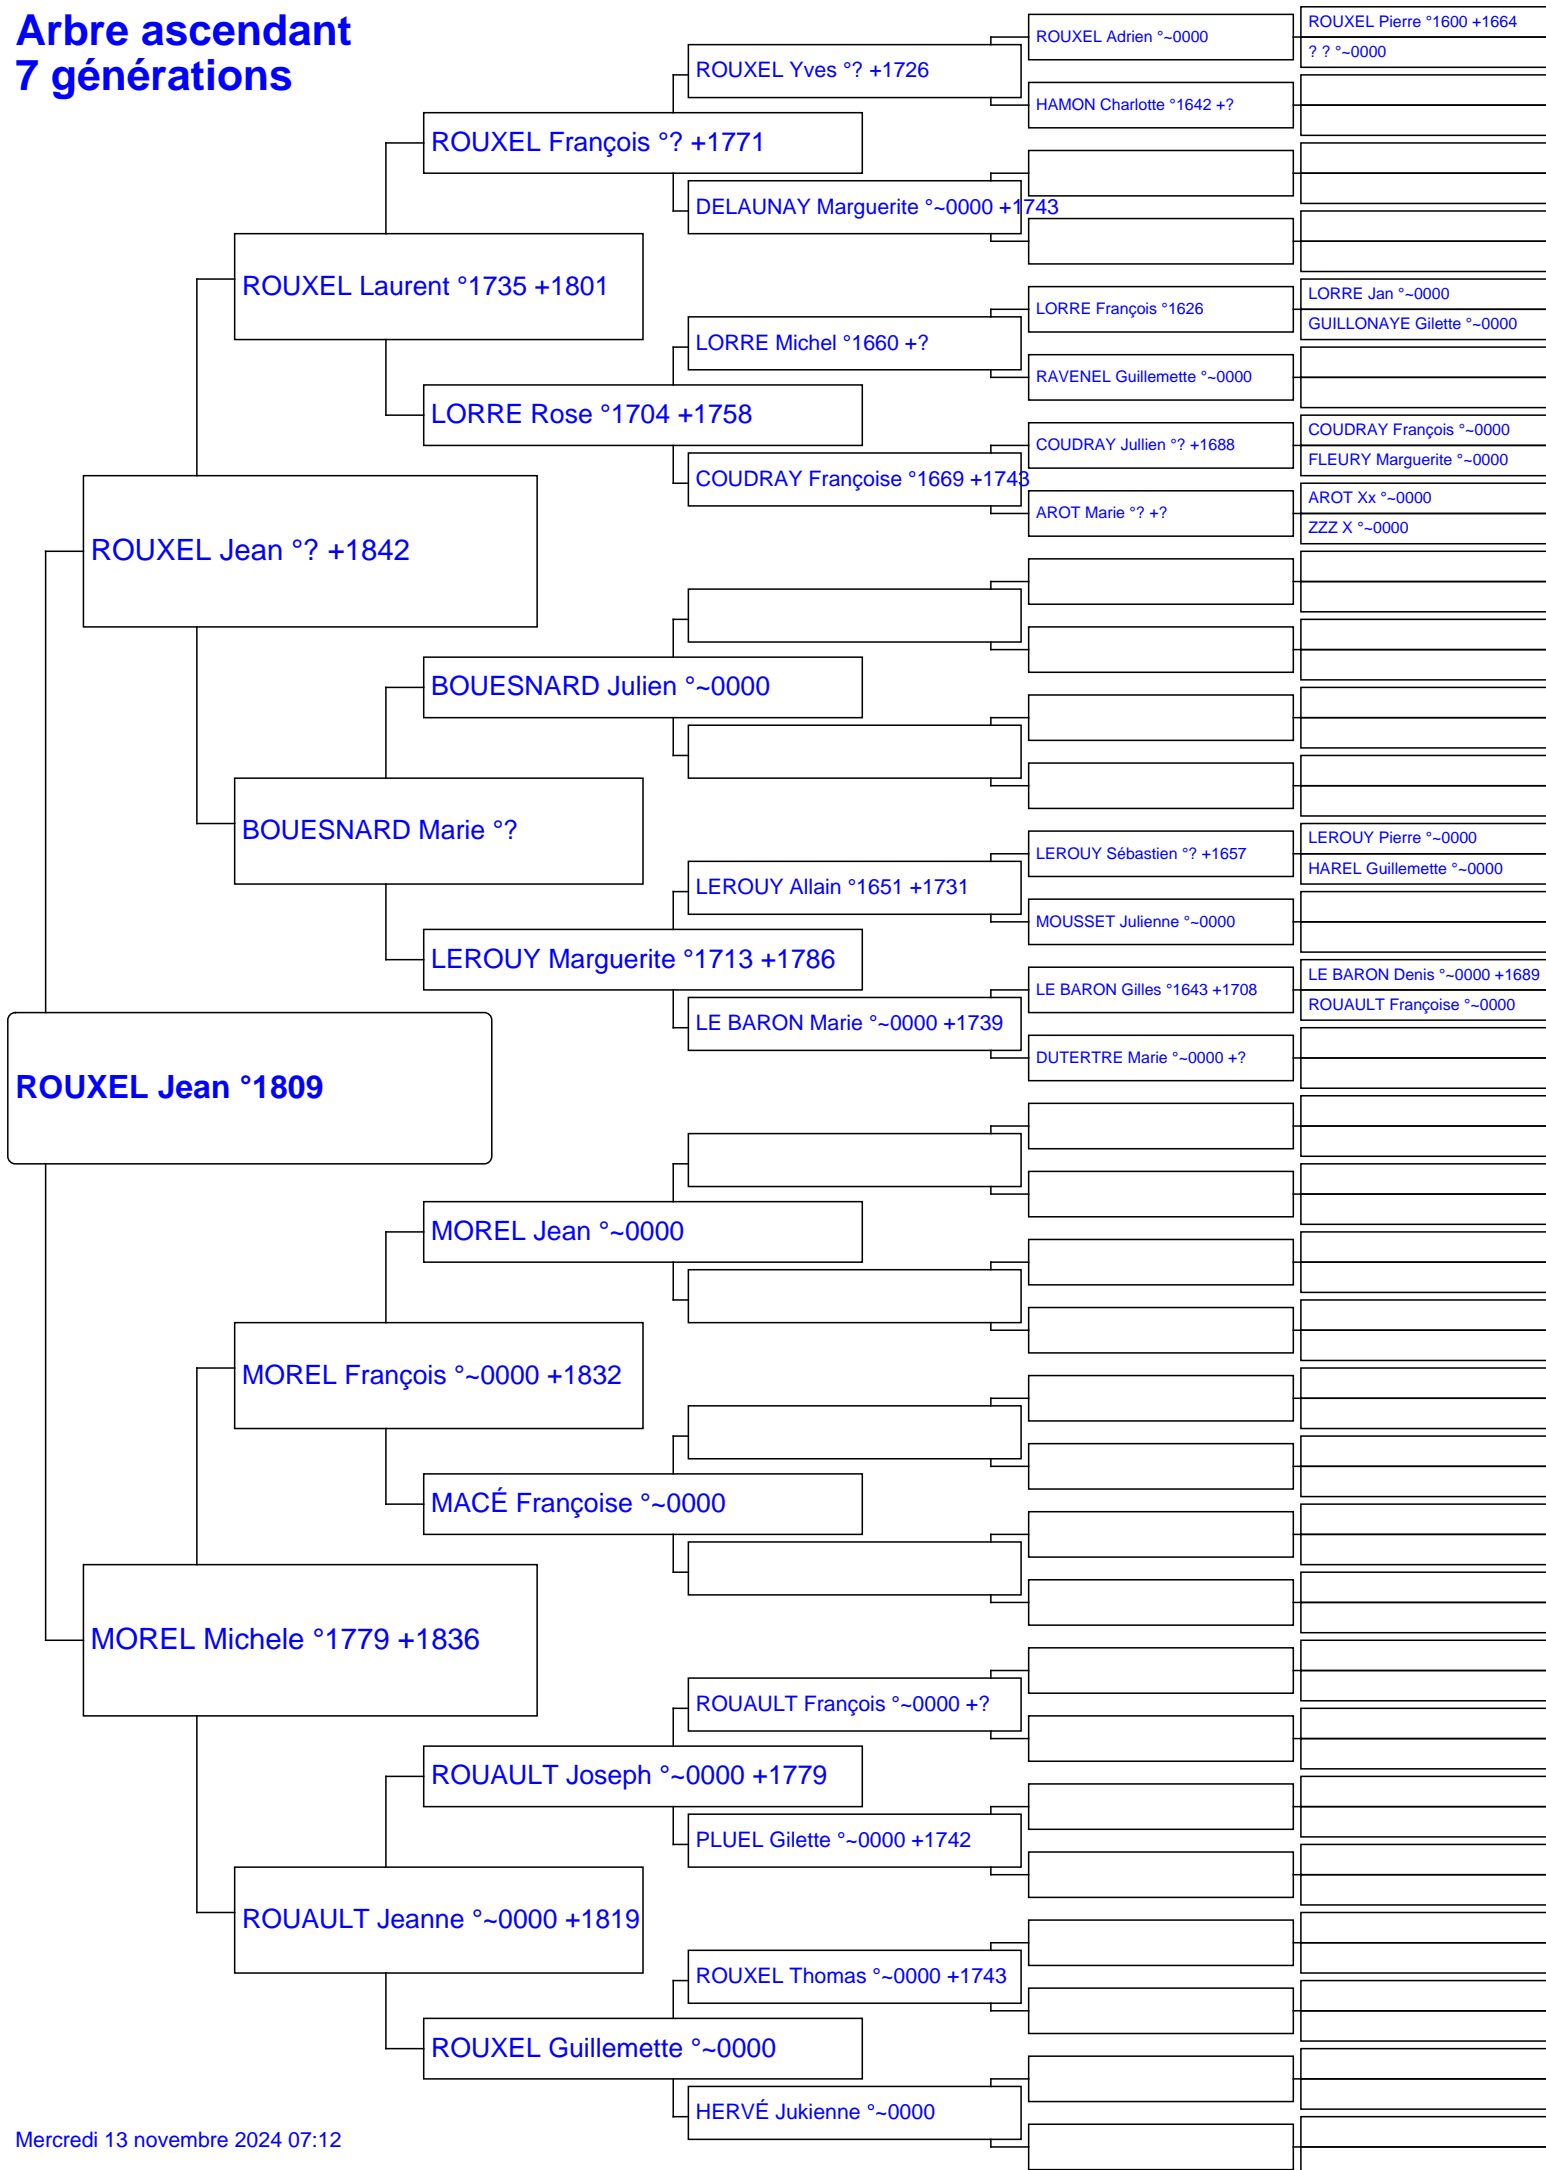 Arbre ascendant
7 générations
ROUXEL Jean °1809
ROUXEL Jean °? +1842
MOREL Michele °1779 +1836
ROUXEL Laurent °1735 +1801
BOUESNARD Marie °?
MOREL François °~0000 +1832
ROUAULT Jeanne °~0000 +1819
ROUXEL François °? +1771
LORRE Rose °1704 +1758
BOUESNARD Julien °~0000
LEROUY Marguerite °1713 +1786
MOREL Jean °~0000
MACÉ Françoise °~0000
ROUAULT Joseph °~0000 +1779
ROUXEL Guillemette °~0000
ROUXEL Yves °? +1726
DELAUNAY Marguerite °~0000 +1743
LORRE Michel °1660 +?
COUDRAY Françoise °1669 +1743
LEROUY Allain °1651 +1731
LE BARON Marie °~0000 +1739
ROUAULT François °~0000 +?
PLUEL Gilette °~0000 +1742
ROUXEL Thomas °~0000 +1743
HERVÉ Jukienne °~0000
ROUXEL Adrien °~0000
HAMON Charlotte °1642 +?
LORRE François °1626
RAVENEL Guillemette °~0000
COUDRAY Jullien °? +1688
AROT Marie °? +?
LEROUY Sébastien °? +1657
MOUSSET Julienne °~0000
LE BARON Gilles °1643 +1708
DUTERTRE Marie °~0000 +?
ROUXEL Pierre °1600 +1664
? ? °~0000
LORRE Jan °~0000
GUILLONAYE Gilette °~0000
COUDRAY François °~0000
FLEURY Marguerite °~0000
AROT Xx °~0000
ZZZ X °~0000
LEROUY Pierre °~0000
HAREL Guillemette °~0000
LE BARON Denis °~0000 +1689
ROUAULT Françoise °~0000
Mercredi 13 novembre 2024 07:12